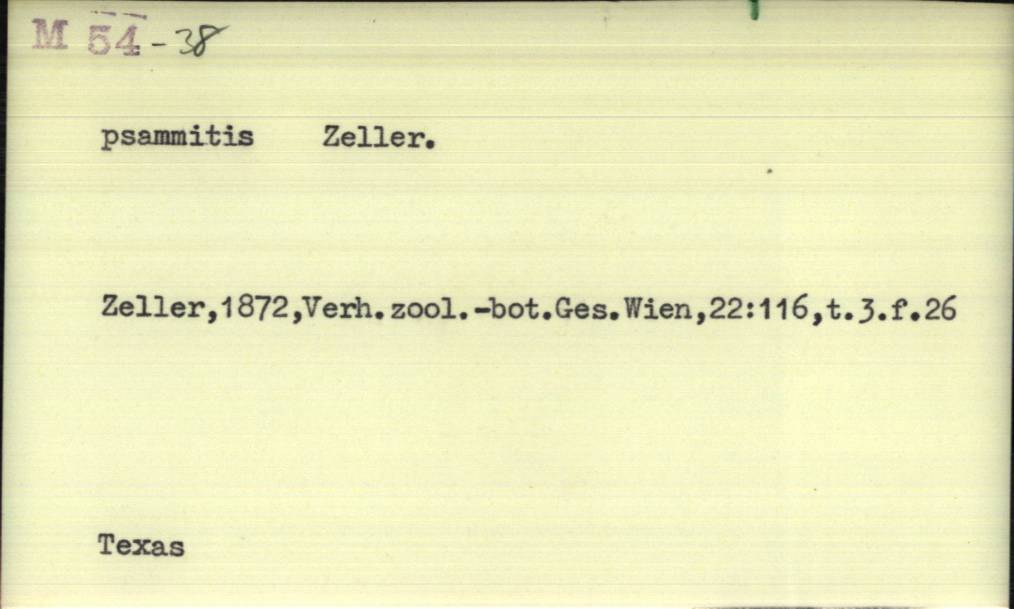 M 54-38
psammitis Zeller.
Zeller,1872,Verh.zool.-bot.Ges.Wien,22:116,t.3.f.26
Texas